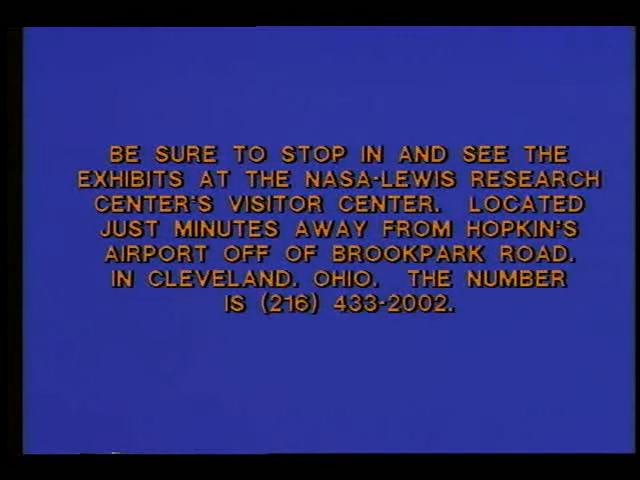 BE SURE TO STOP IN AND SEE THE
EXHIBITS AT THE NASA-LEWIS RESEARCH
CENTER'S VISITOR CENTER. LOCATED
JUST MINUTES AWAY FROM HOPKIN'S
AIRPORT OFF OF BROOKPARK ROAD.
IN CLEVELAND. OHIO. THE NUMBER
IS (216) 433-2002.